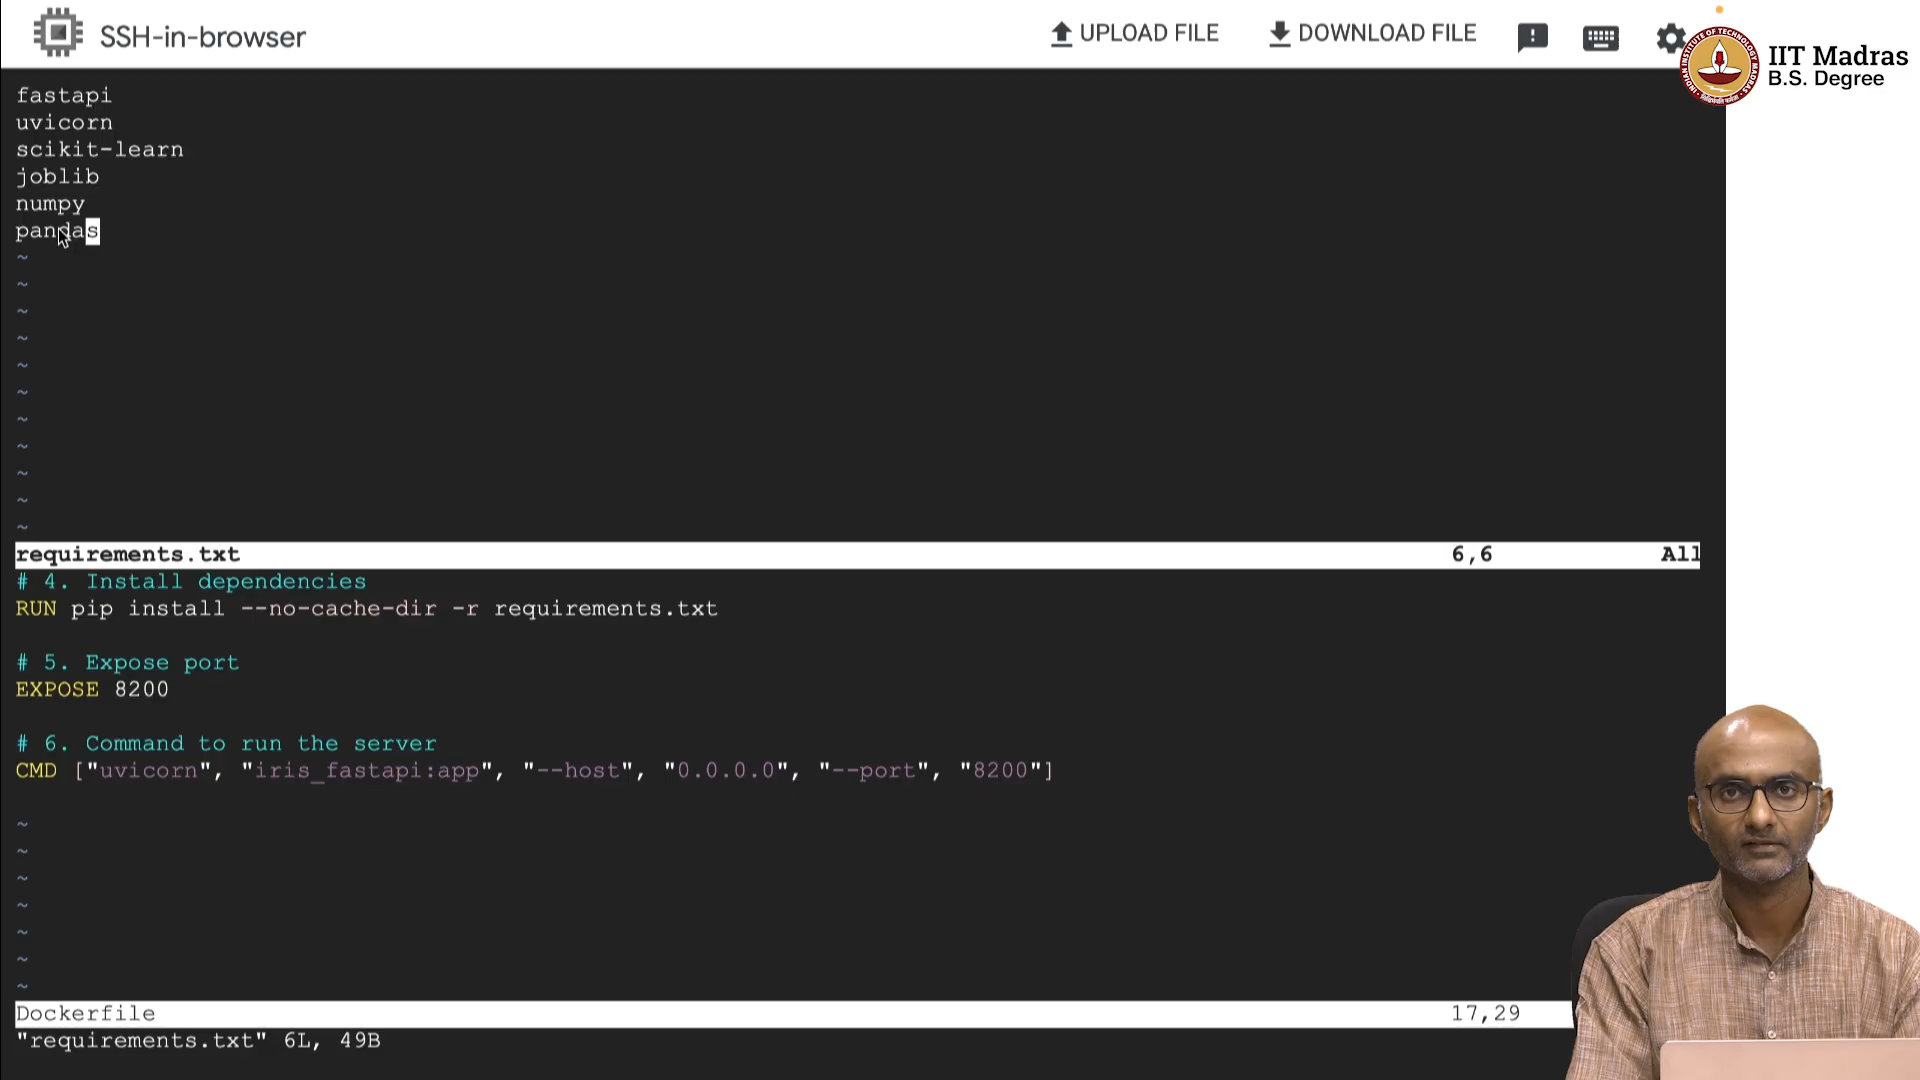 SSH-in-browser
UPLOAD FILE
DOWNLOAD FILE
IIT Madras
B.S. Degree
fastapi
uvicorn
scikit-learn
joblib
numpy
pandas
~
~
~
~
~
~
~
~
~
~
~
requirements.txt 6,6 All
# 4. Install dependencies
RUN pip install --no-cache-dir -r requirements.txt
# 5. Expose port
EXPOSE 8200
# 6. Command to run the server
CMD ["uvicorn", "iris_fastapi:app", "--host", "0.0.0.0", "--port", "8200"]
~
~
~
~
~
~
~
Dockerfile 17,29
"requirements.txt" 6L, 49B